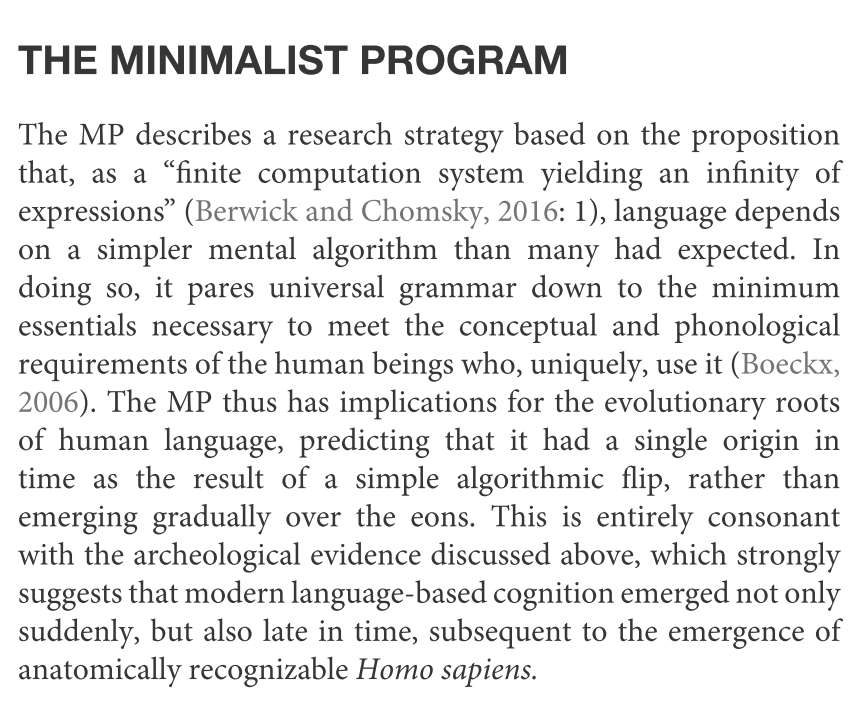 THE MINIMALIST PROGRAM
The MP describes a research strategy based on the proposition
that, as a “finite computation system yielding an infinity of
expressions” (Berwick and Chomsky, 2016: 1), language depends
on a simpler mental algorithm than many had expected. In
doing so, it pares universal grammar down to the minimum
essentials necessary to meet the conceptual and phonological
requirements of the human beings who, uniquely, use it (Boeckx,
2006). The MP thus has implications for the evolutionary roots
of human language, predicting that it had a single origin in
time as the result of a simple algorithmic flip, rather than
emerging gradually over the eons. This is entirely consonant
with the archeological evidence discussed above, which strongly
suggests that modern language-based cognition emerged not only
suddenly, but also late in time, subsequent to the emergence of
anatomically recognizable Homo sapiens.